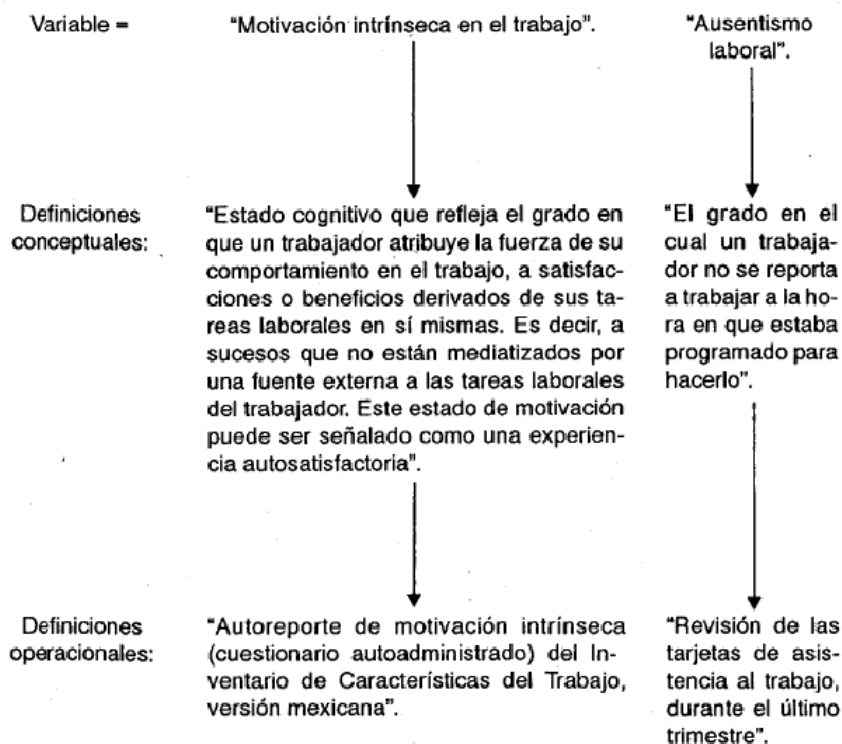 Variable =
"Motivación intrínseca en el trabajo".
"Ausentismo
laboral".
Definiciones
conceptuales:
"Estado cognitivo que refleja el grado en
que un trabajador atribuye la fuerza de su
comportamiento en el trabajo, a satisfac-
ciones o beneficios derivados de sus ta-
reas laborales en sí mismas. Es decir, a
sucesos que no están mediatizados por
una fuente externa a las tareas laborales
del trabajador. Este estado de motivación
puede ser señalado como una experien-
cia autosatisfactoria".
"El grado en el
cual un trabaja-
dor no se reporta
a trabajar a la ho-
ra en que estaba
programado para
hacerlo".
Definiciones
operacionales:
"Autoreporte de motivación intrínseca
(cuestionario autoadministrado) del In-
ventario de Características del Trabajo,
versión mexicana".
"Revisión de las
tarjetas de asis-
tencia al trabajo,
durante el último
trimestre".